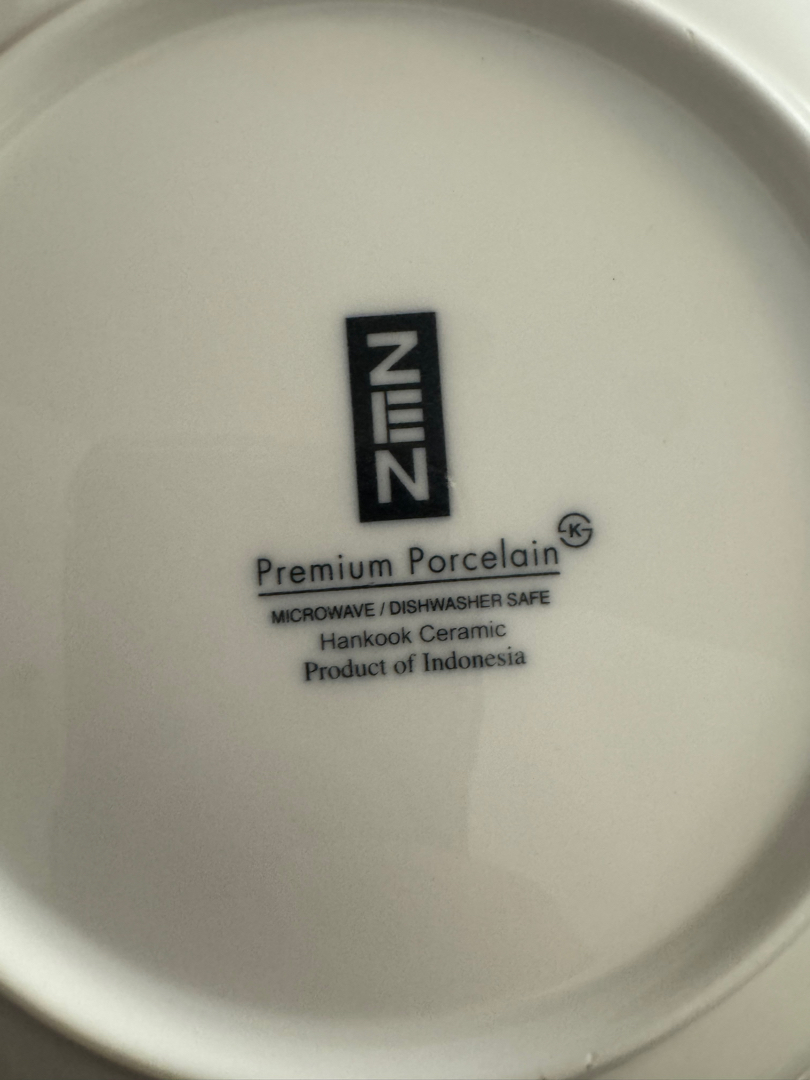 ZEN
Premium Porcelain
K
MICROWAVE / DISHWASHER SAFE
Hankook Ceramic
Product of Indonesia